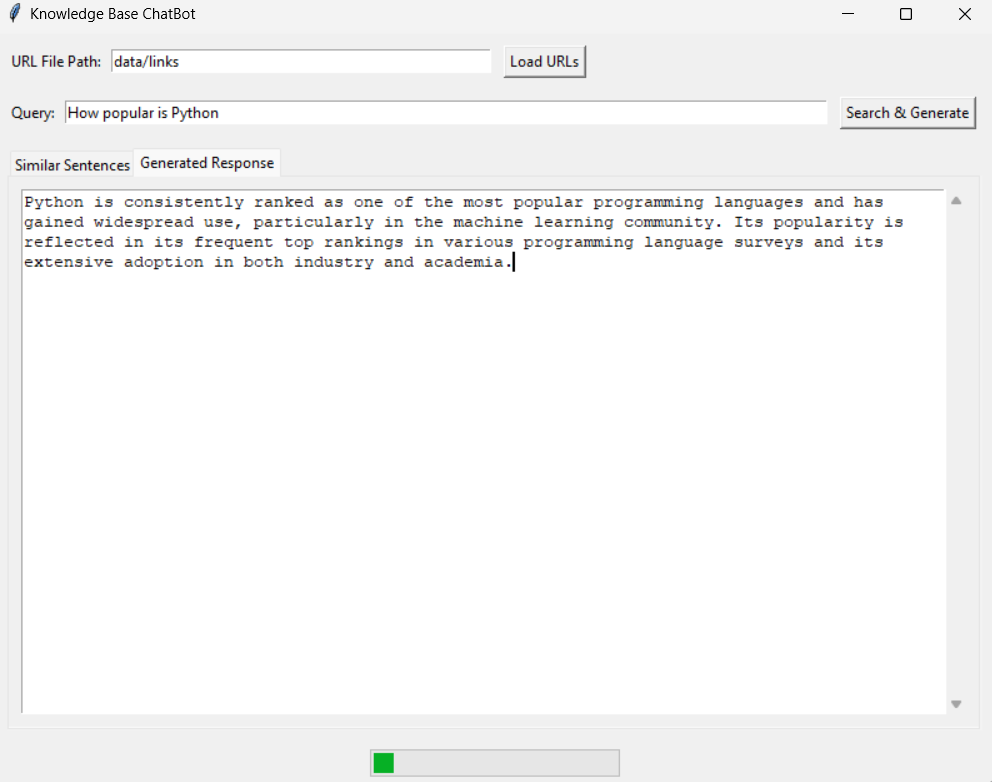 Knowledge Base ChatBot
URL File Path: data/links Load URLs
Query: How popular is Python Search & Generate
Similar Sentences Generated Response
Python is consistently ranked as one of the most popular programming languages and has
gained widespread use, particularly in the machine learning community. Its popularity is
reflected in its frequent top rankings in various programming language surveys and its
extensive adoption in both industry and academia.